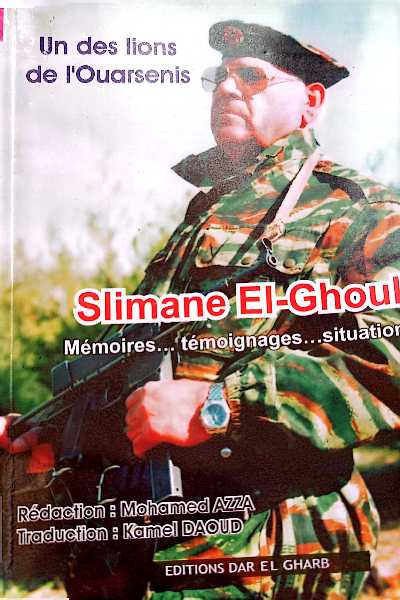 Un des lions
de l'Ouarsenis
Slimane El-Ghoul
Mémoires... témoignages...situation
Rédaction : Mohamed AZZA
Traduction : Kamel DAOUD
EDITIONS DAR EL GHARB